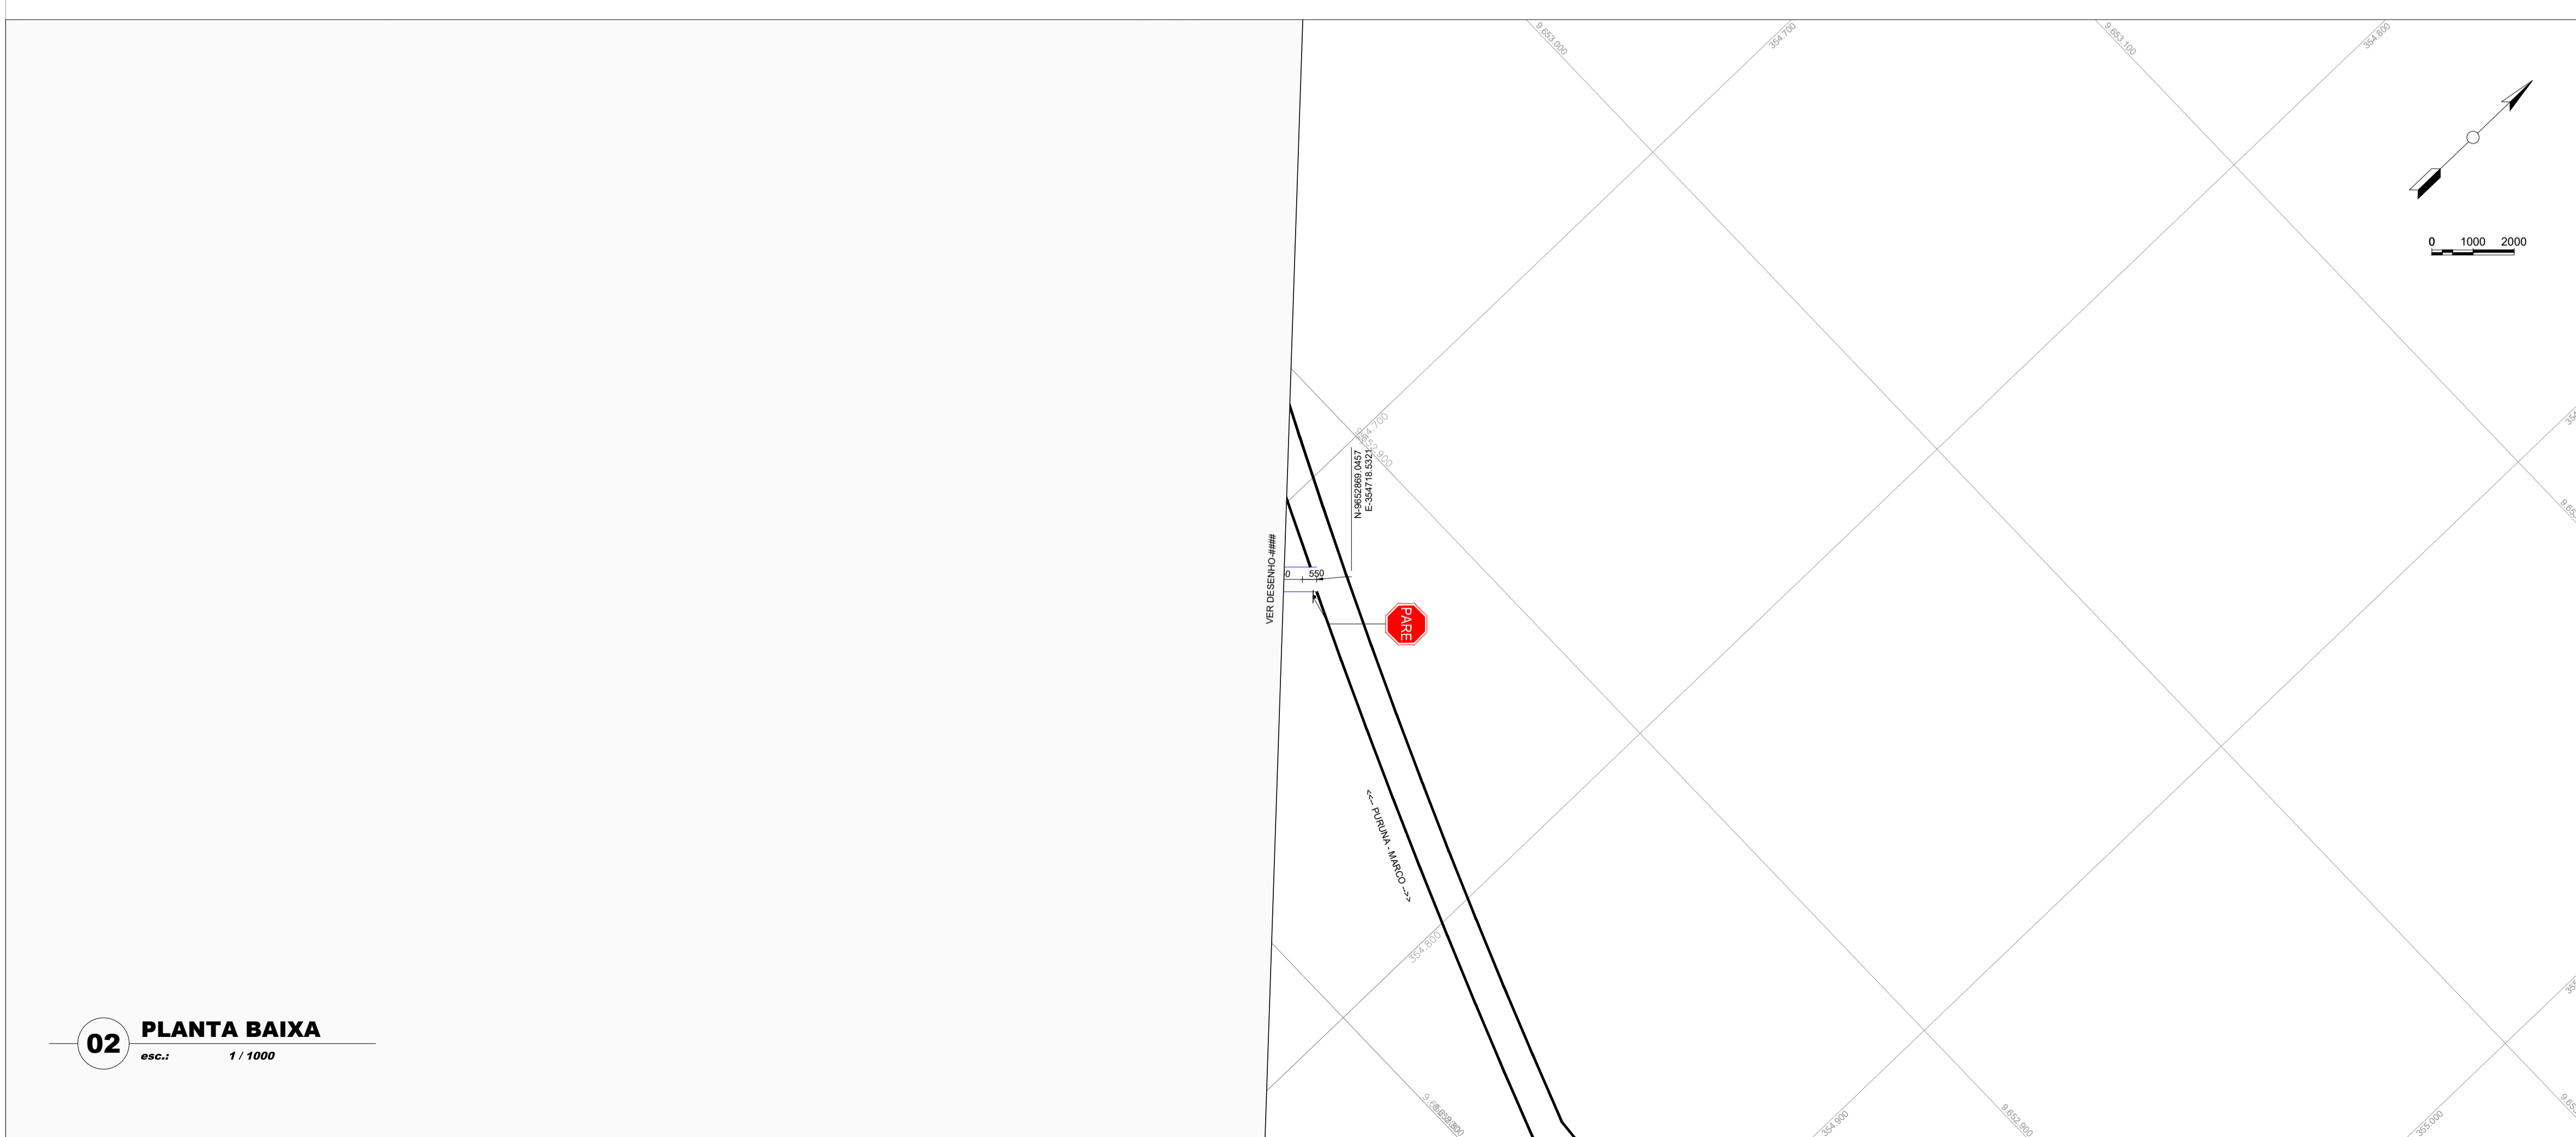 9.653.000
354.700
9.653.100
354.800
0 1000 2000
354.700
9.652.900
N-9652869.0457
E-354718.5321
VER DESENHO-####
0 550
PARE
<<-- PURUNA - MARCO -->>
354.800
02
PLANTA BAIXA
esc.: 1 / 1000
354.900
9.652.900
355.000